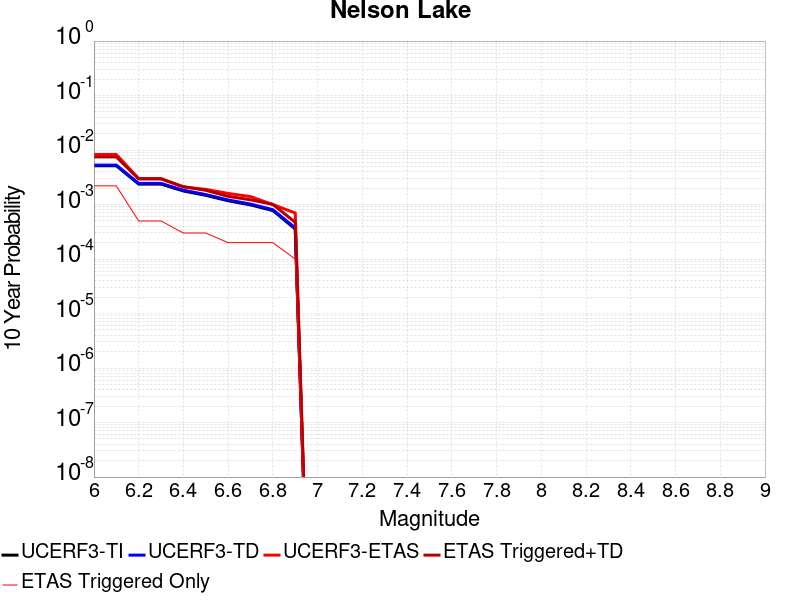 Nelson Lake
10^0
10^-1
10^-2
10^-3
10^-4
10^-5
10^-6
10^-7
10^-8
10 Year Probability
6 6.2 6.4 6.6 6.8 7 7.2 7.4 7.6 7.8 8 8.2 8.4 8.6 8.8 9
Magnitude
UCERF3-TI UCERF3-TD UCERF3-ETAS ETAS Triggered+TD
ETAS Triggered Only